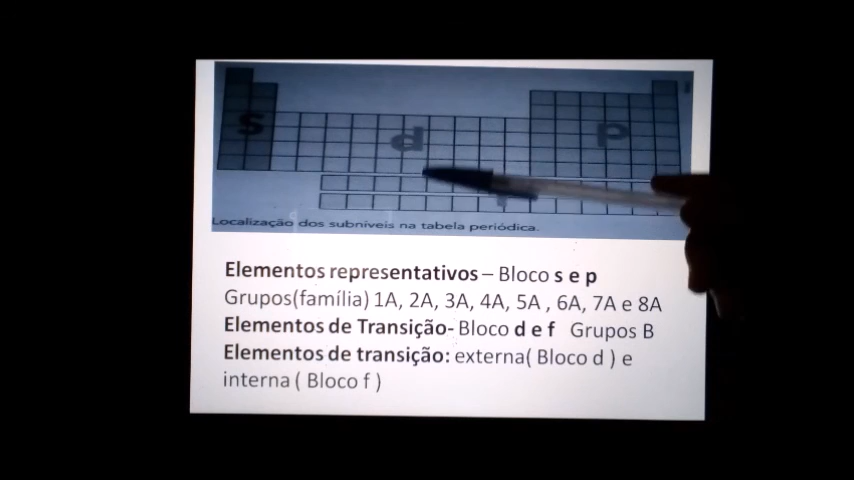 s
d
p
Localização dos subníveis na tabela periódica.
Elementos representativos – Bloco s e p
Grupos(família) 1A, 2A, 3A, 4A, 5A , 6A, 7A e 8A
Elementos de Transição- Bloco d e f Grupos B
Elementos de transição: externa( Bloco d ) e
interna ( Bloco f )